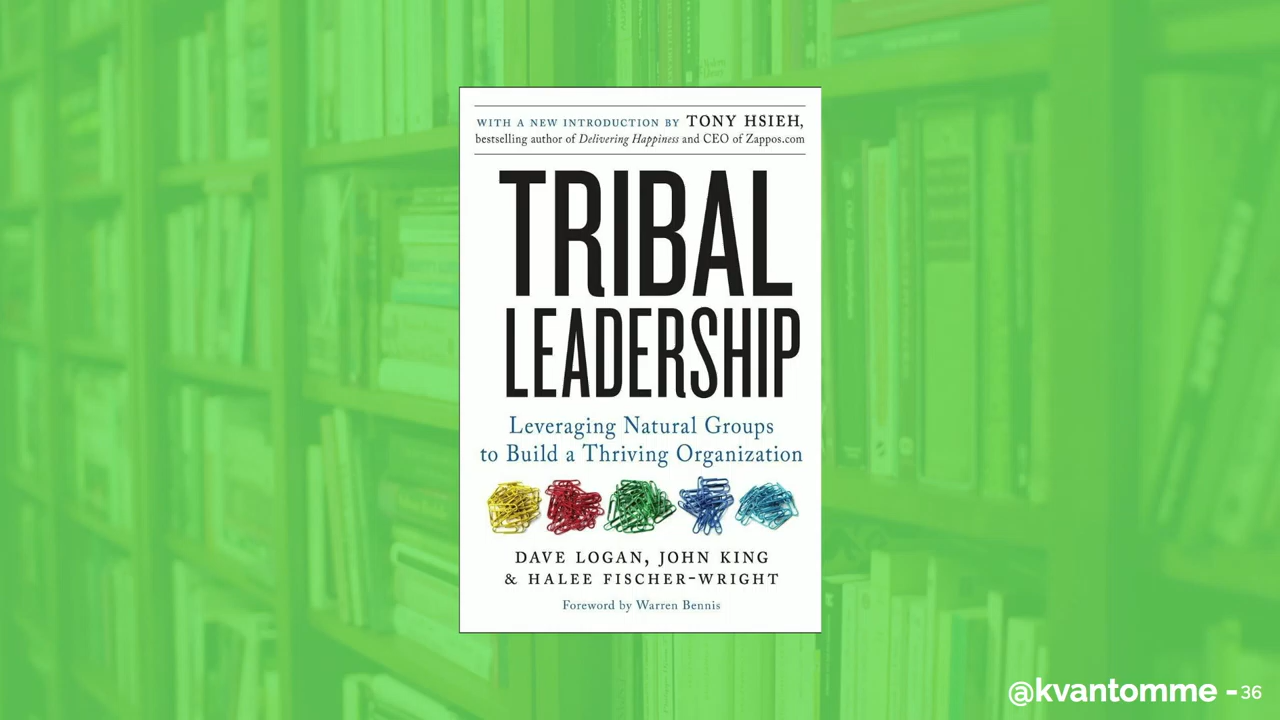 WITH A NEW INTRODUCTION BY TONY HSIEH,
bestselling author of Delivering Happiness and CEO of Zappos.com
TRIBAL
LEADERSHIP
Leveraging Natural Groups
to Build a Thriving Organization
DAVE LOGAN, JOHN KING
& HALEE FISCHER-WRIGHT
Foreword by Warren Bennis
@kvantomme - 36